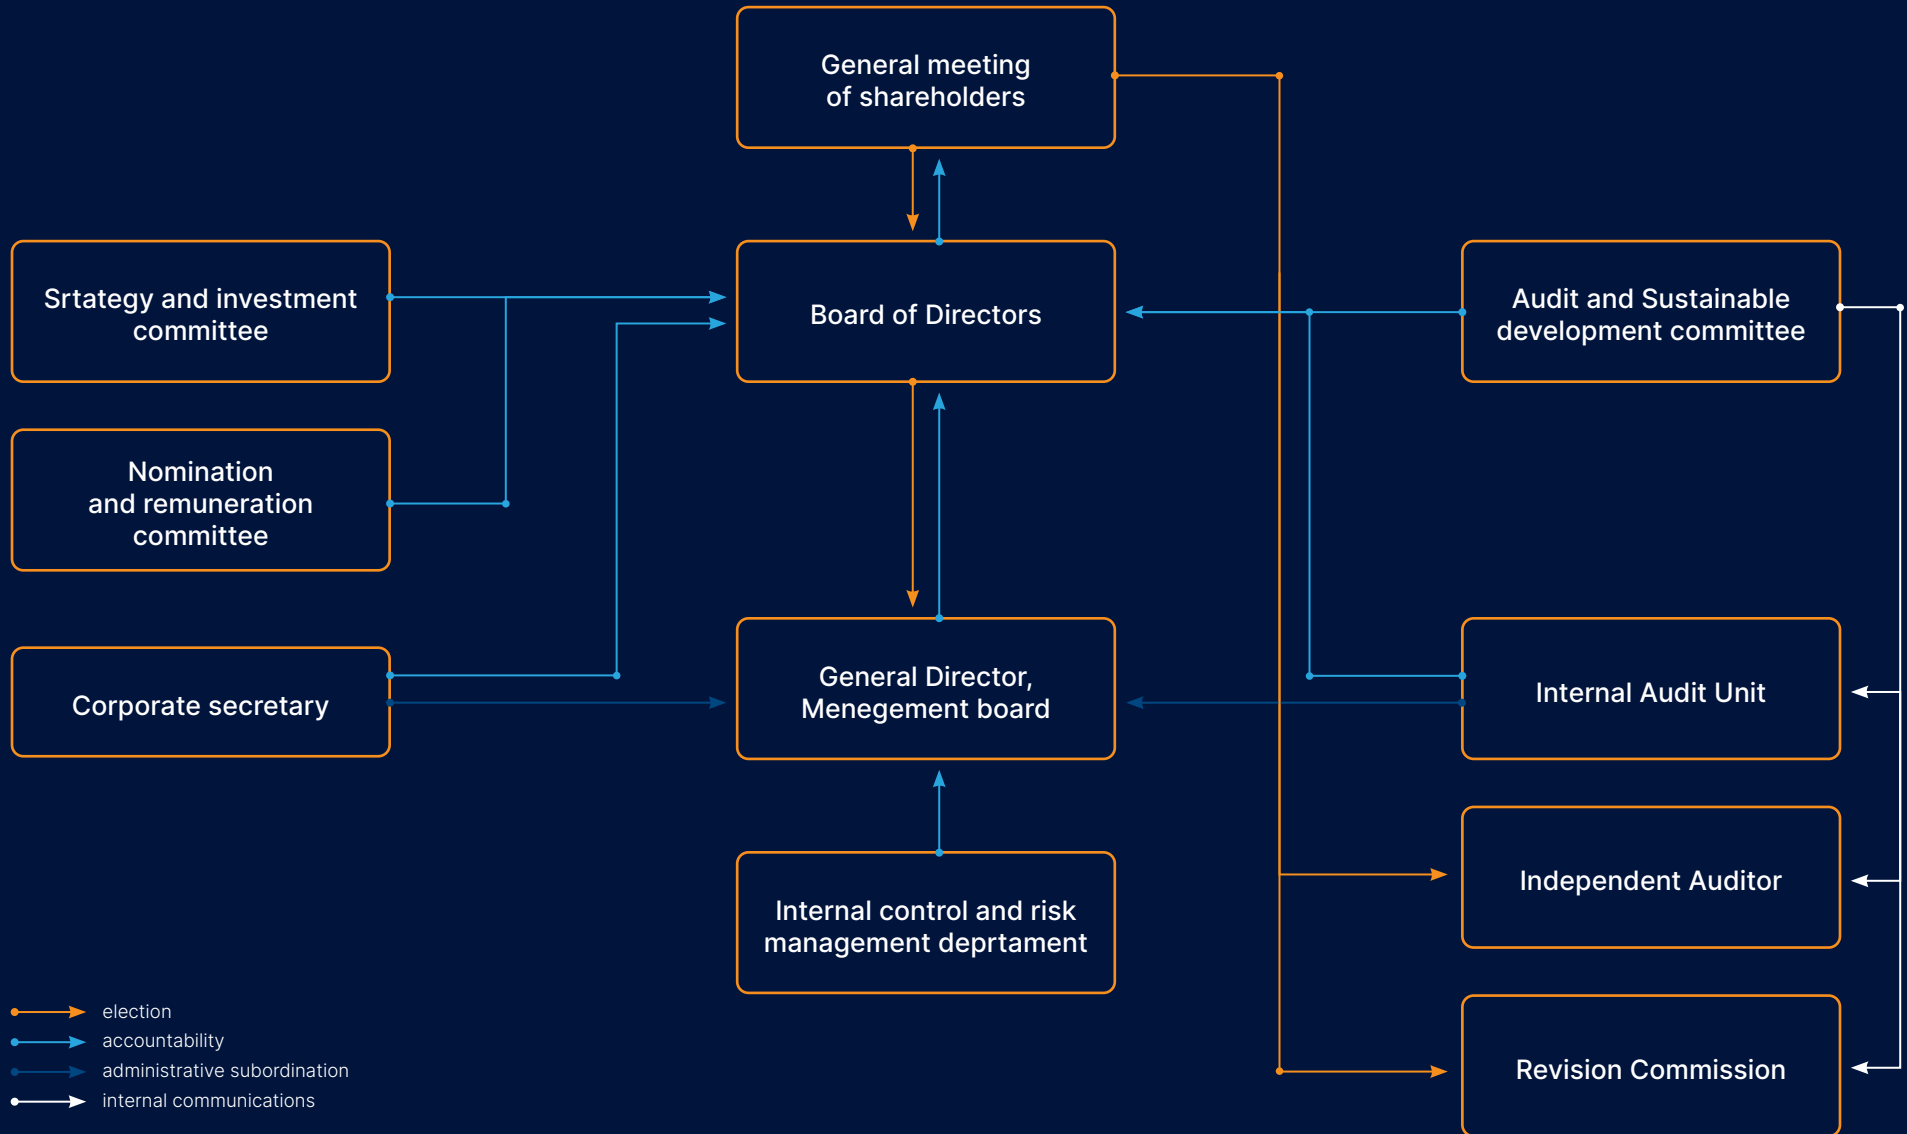 General meeting
of shareholders
Srtategy and investment
committee
Board of Directors
Audit and Sustainable
development committee
Nomination
and remuneration
committee
Corporate secretary
General Director,
Menegement board
Internal Audit Unit
Internal control and risk
management deprtament
Independent Auditor
Revision Commission
election
accountability
administrative subordination
internal communications